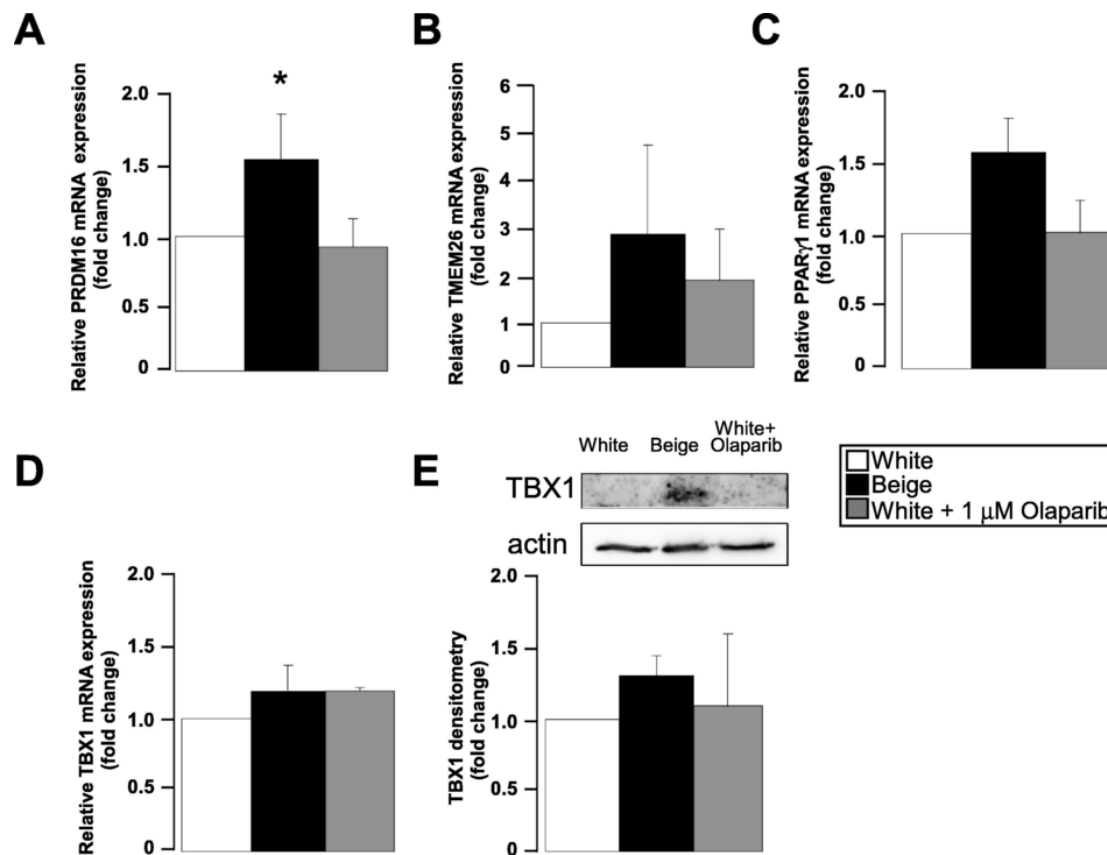 A
Relative PRDM16 mRNA expression
(fold change)
2.0
1.5
1.0
0.5
0
*
B
Relative TMEM26 mRNA expression
(fold change)
6
5
4
3
2
1
0
C
Relative PPARγ1 mRNA expression
(fold change)
2.0
1.5
1.0
0.5
0
D
Relative TBX1 mRNA expression
(fold change)
2.0
1.5
1.0
0.5
0
E
White
Beige
White+
Olaparib
TBX1
actin
TBX1 densitometry
(fold change)
2.0
1.5
1.0
0.5
0
White
Beige
White + 1 μM Olaparib